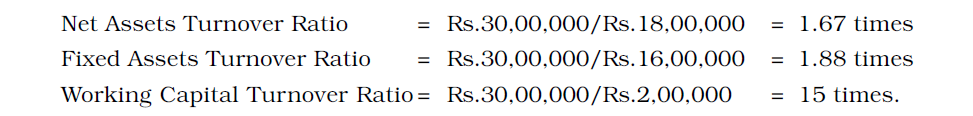 Net Assets Turnover Ratio = Rs.30,00,000/Rs.18,00,000 = 1.67 times
Fixed Assets Turnover Ratio = Rs.30,00,000/Rs.16,00,000 = 1.88 times
Working Capital Turnover Ratio = Rs.30,00,000/Rs.2,00,000 = 15 times.